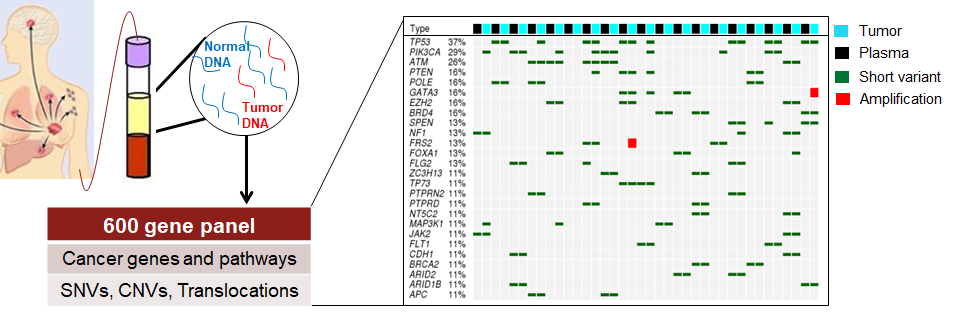 Normal
DNA
Tumor
DNA
600 gene panel
Cancer genes and pathways
SNVs, CNVs, Translocations
Type
TP53 37%
PIK3CA 29%
ATM 26%
PTEN 16%
POLE 16%
GATA3 16%
EZH2 16%
BRD4 16%
SPEN 13%
NF1 13%
FRS2 13%
FOXA1 13%
FLG2 13%
ZC3H13 11%
TP73 11%
PTPRN2 11%
PTPRD 11%
NT5C2 11%
MAP3K1 11%
JAK2 11%
FLT1 11%
CDH1 11%
BRCA2 11%
ARID2 11%
ARID1B 11%
APC 11%
Tumor
Plasma
Short variant
Amplification